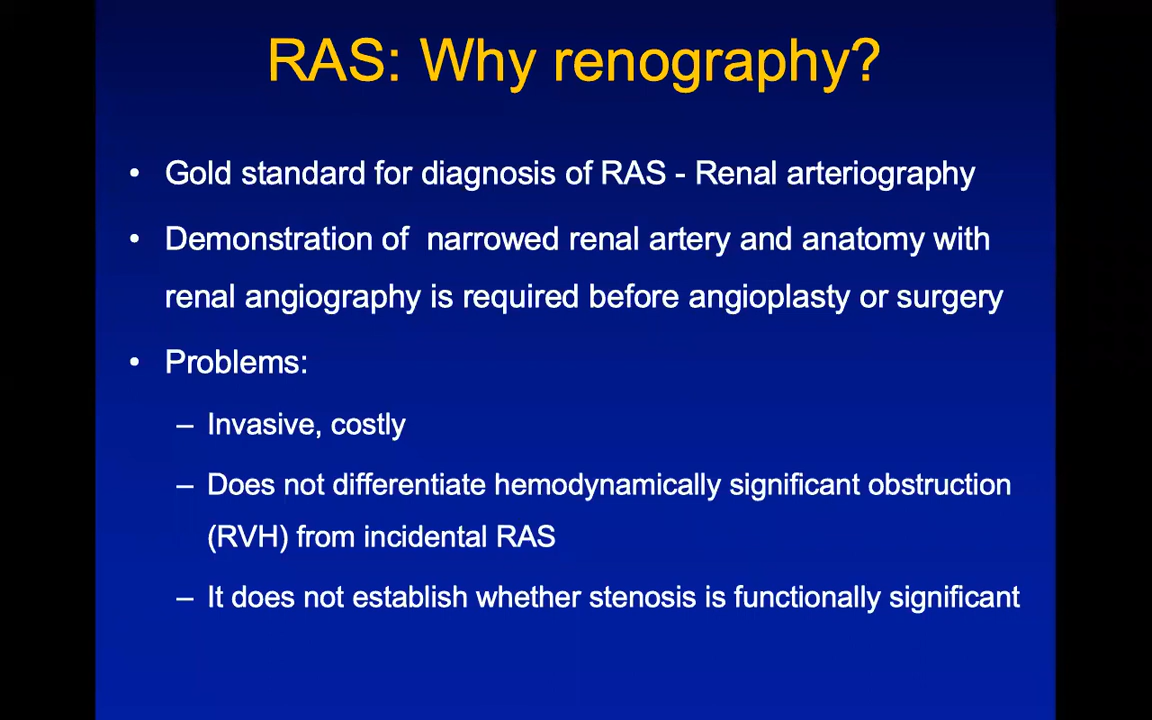 RAS: Why renography?
• Gold standard for diagnosis of RAS - Renal arteriography
• Demonstration of  narrowed renal artery and anatomy with
renal angiography is required before angioplasty or surgery
• Problems:
– Invasive, costly
– Does not differentiate hemodynamically significant obstruction
(RVH) from incidental RAS
– It does not establish whether stenosis is functionally significant